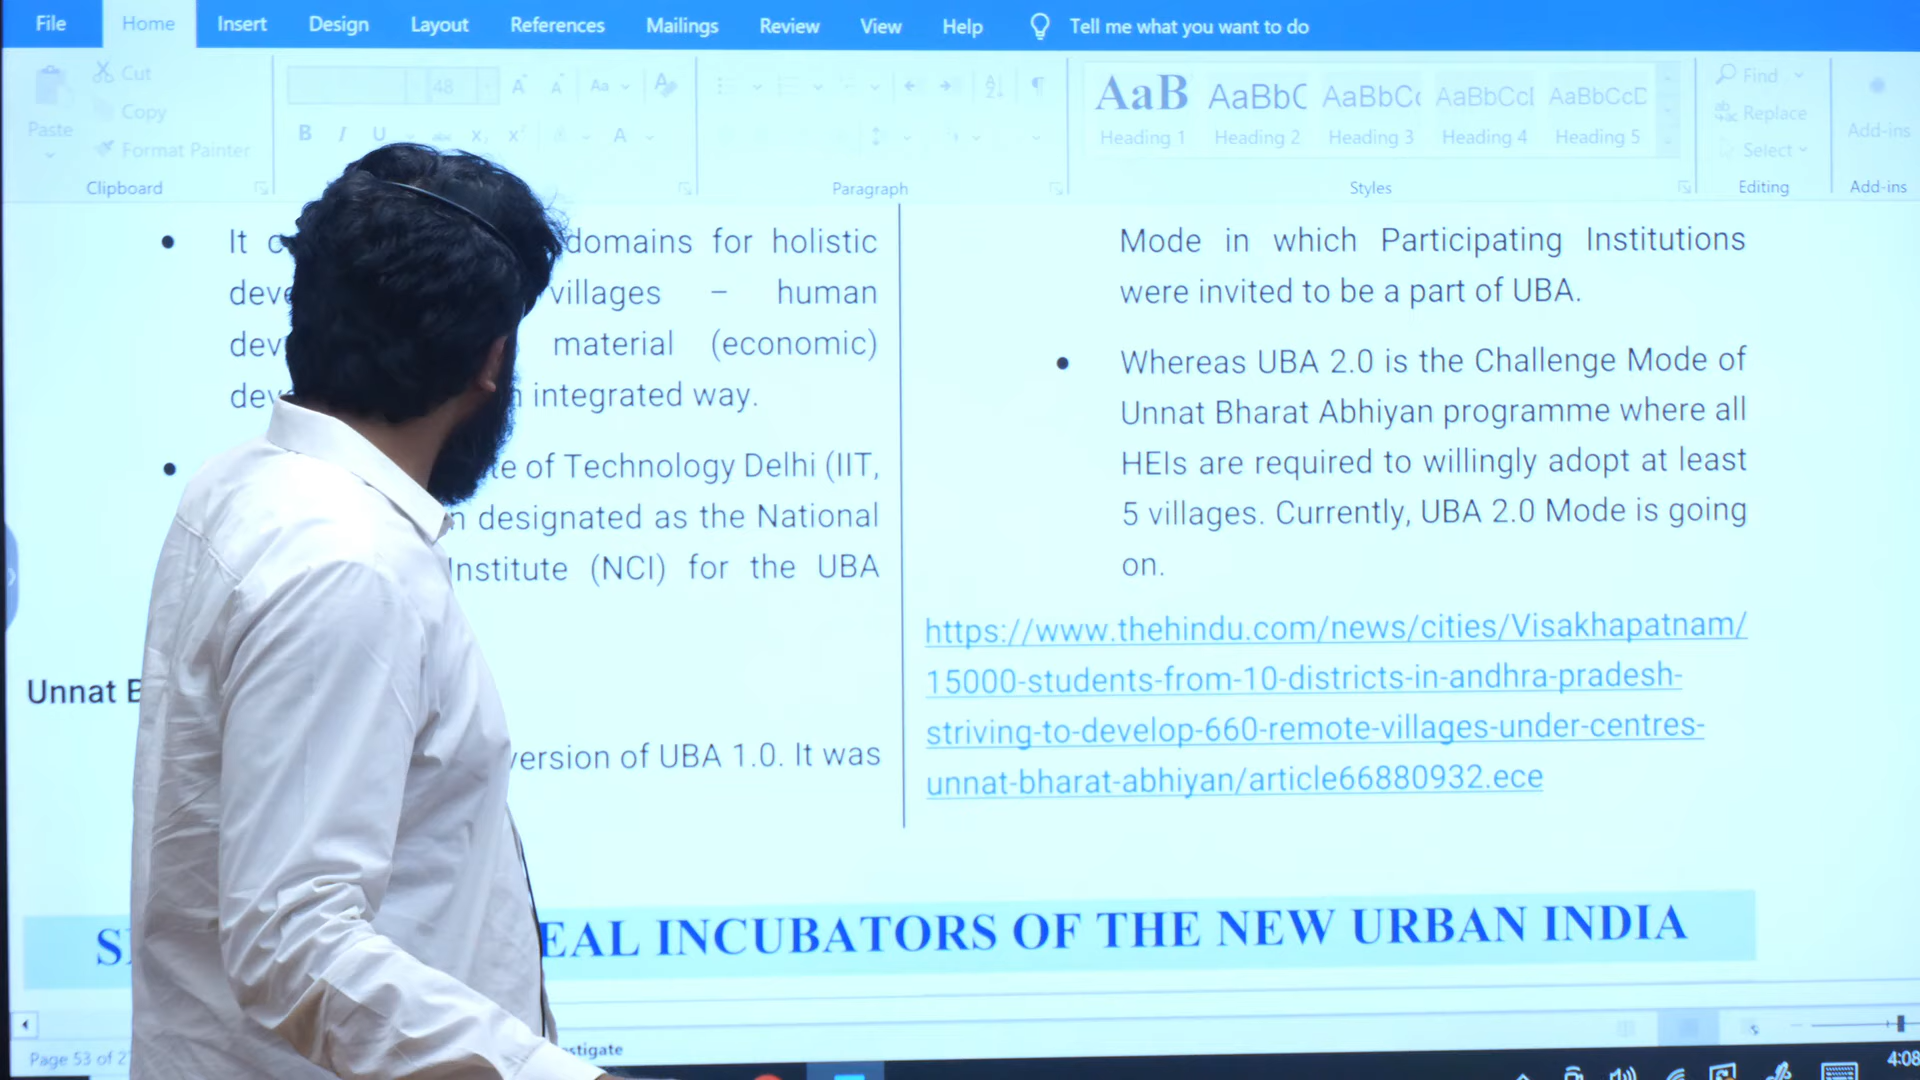 File Home Insert Design Layout References Mailings Review View Help Tell me what you want to do
Paste
Cut
Copy
Format Painter
Clipboard
48
Aa
B I U
Paragraph
AaB AaBbC AaBbCc AaBbCcI AaBbCcD
Heading 1 Heading 2 Heading 3 Heading 4 Heading 5
Styles
Find
Replace
Select
Editing
Add-ins
Add-ins
It domains for holistic
villages – human
material (economic)
integrated way.
of Technology Delhi (IIT,
designated as the National
Institute (NCI) for the UBA
Unnat
version of UBA 1.0. It was
Mode in which Participating Institutions
were invited to be a part of UBA.
Whereas UBA 2.0 is the Challenge Mode of
Unnat Bharat Abhiyan programme where all
HEIs are required to willingly adopt at least
5 villages. Currently, UBA 2.0 Mode is going
on.
https://www.thehindu.com/news/cities/Visakhapatnam/
15000-students-from-10-districts-in-andhra-pradesh-
striving-to-develop-660-remote-villages-under-centres-
unnat-bharat-abhiyan/article66880932.ece
INCUBATORS OF THE NEW URBAN INDIA
Page 53 of
4:08